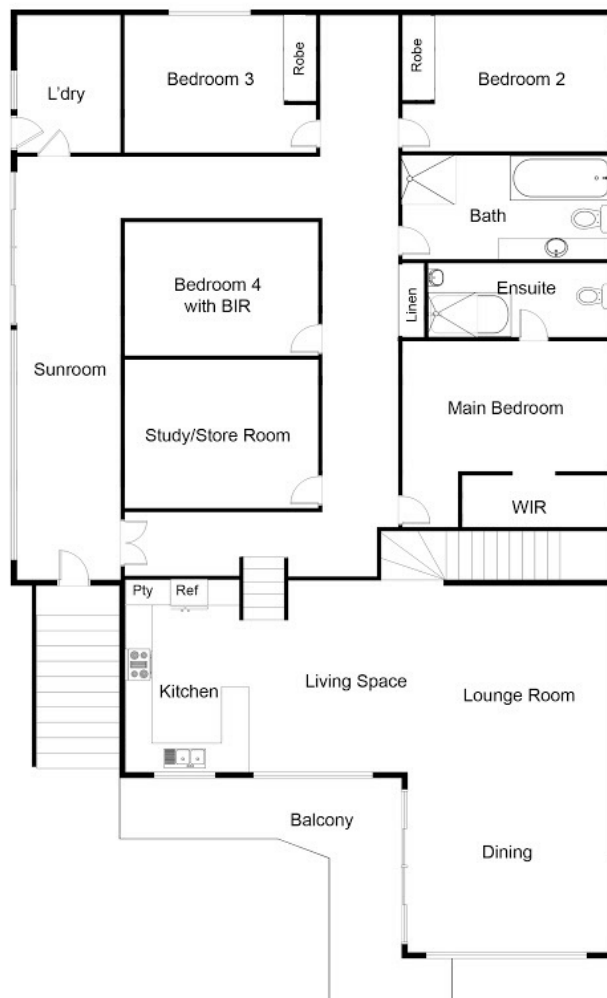 Bedroom 3
Robe
Robe
Bedroom 2
L'dry
Bath
Bedroom 4
with BIR
Linen
Ensuite
Sunroom
Main Bedroom
Study/Store Room
WIR
Pty
Ref
Kitchen
Living Space
Lounge Room
Balcony
Dining